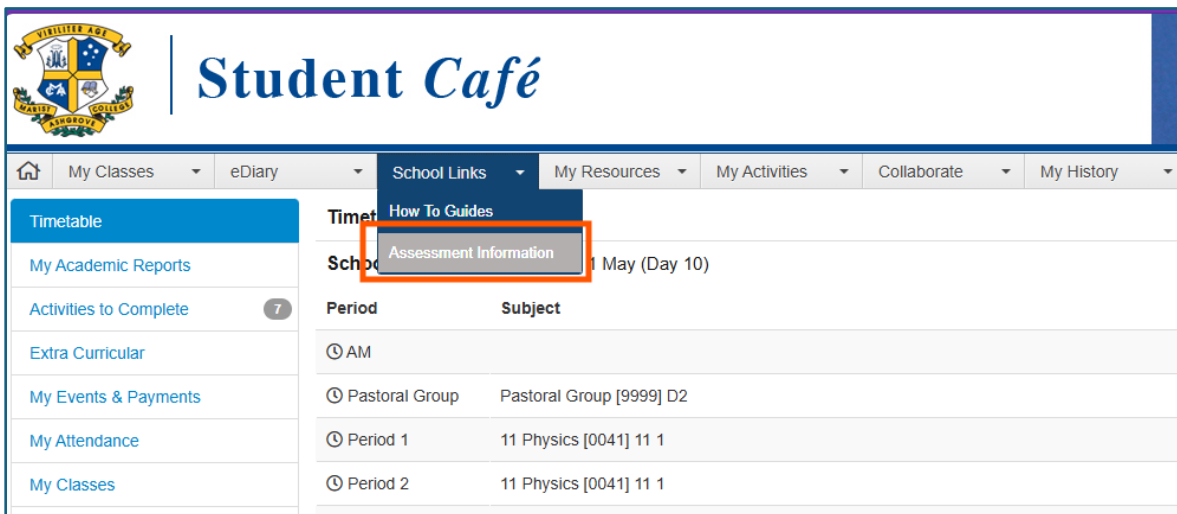 VIRILITER AGE
MARIST COLLEGE
ASHGROVE
Student Café
My Classes eDiary School Links My Resources My Activities Collaborate My History
Timetable
How To Guides
Assessment Information
My Academic Reports
1 May (Day 10)
Activities to Complete 7
Period Subject
Extra Curricular
AM
My Events & Payments
Pastoral Group Pastoral Group [9999] D2
My Attendance
Period 1 11 Physics [0041] 11 1
My Classes
Period 2 11 Physics [0041] 11 1